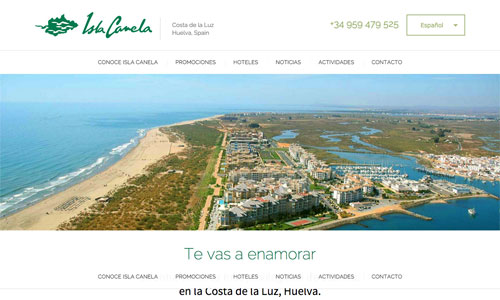 Isla Canela
Costa de la Luz
Huelva, Spain
+34 959 479 525
Español
CONOCE ISLA CANELA PROMOCIONES HOTELES NOTICIAS ACTIVIDADES CONTACTO
Te vas a enamorar
CONOCE ISLA CANELA PROMOCIONES HOTELES NOTICIAS ACTIVIDADES CONTACTO
en la Costa de la Luz, Huelva.